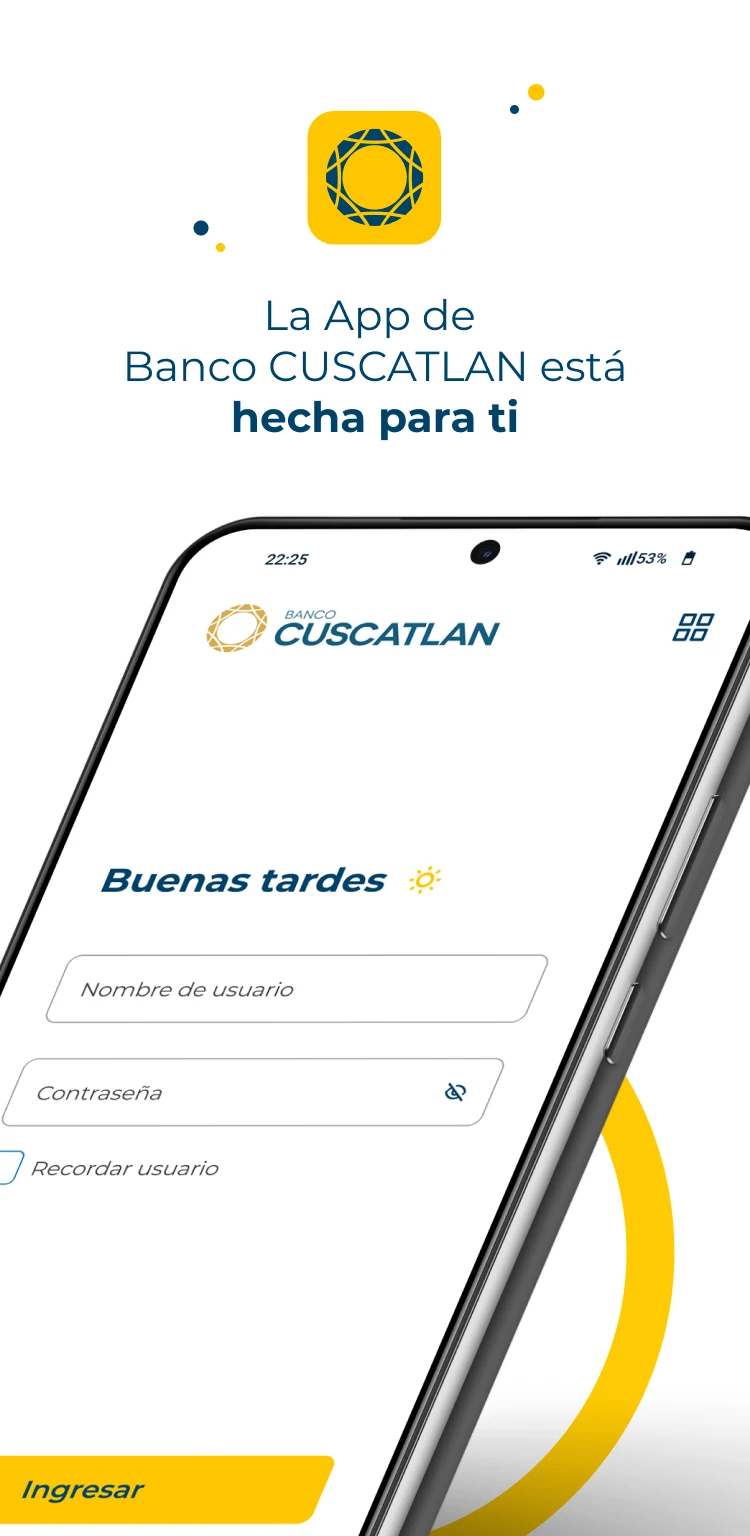 La App de
Banco CUSCATLAN está
hecha para ti
22:25
53%
BANCO
CUSCATLAN
Buenas tardes
Nombre de usuario
Contraseña
Recordar usuario
Ingresar